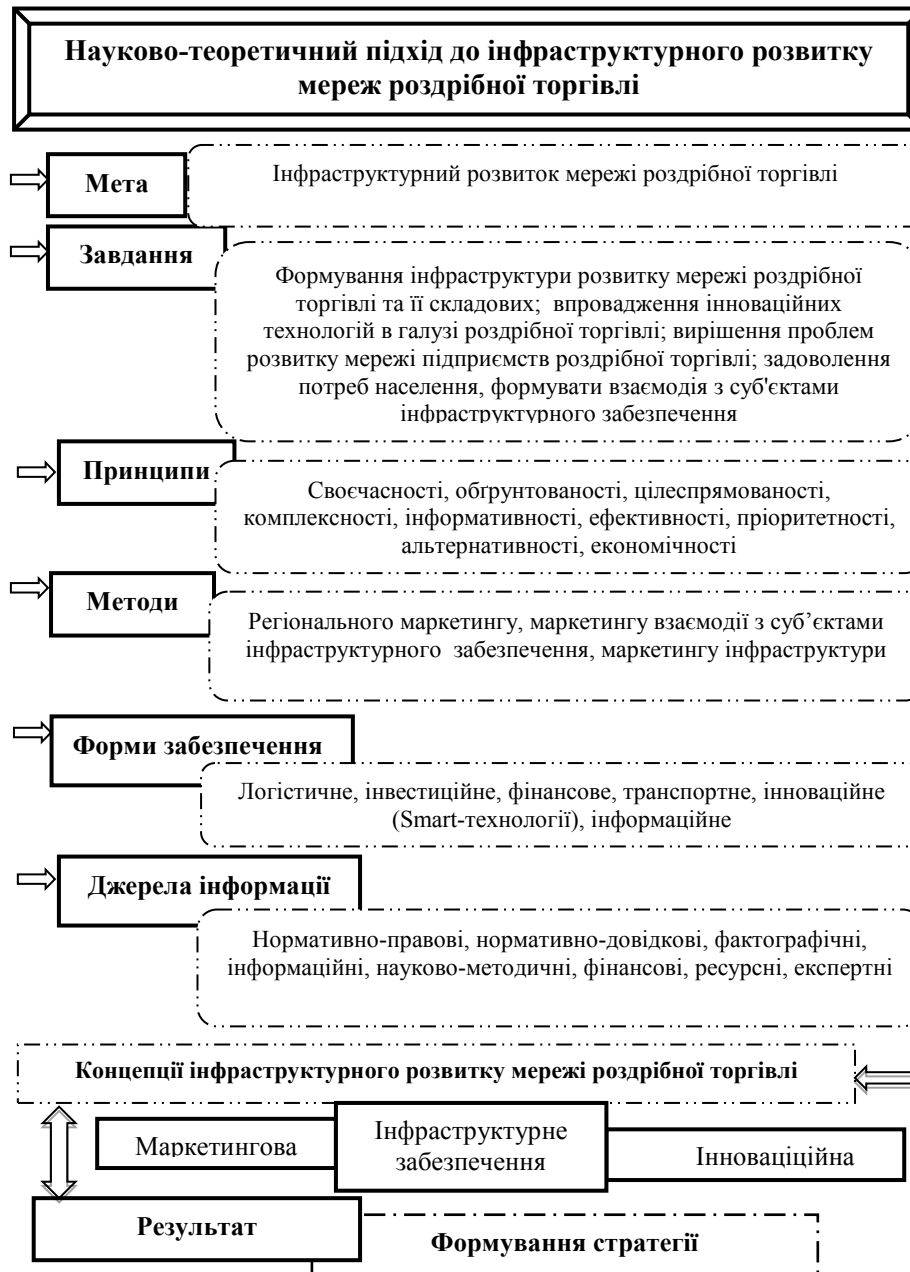 Науково-теоретичний підхід до інфраструктурного розвитку
мереж роздрібної торгівлі
Мета
Інфраструктурний розвиток мережі роздрібної торгівлі
Завдання
Формування інфраструктури розвитку мережі роздрібної
торгівлі та її складових; впровадження інноваційних
технологій в галузі роздрібної торгівлі; вирішення проблем
розвитку мережі підприємств роздрібної торгівлі; задоволення
потреб населення, формувати взаємодія з суб'єктами
інфраструктурного забезпечення
Принципи
Своєчасності, обґрунтованості, цілеспрямованості,
комплексності, інформативності, ефективності, пріоритетності,
альтернативності, економічності
Методи
Регіонального маркетингу, маркетингу взаємодії з суб’єктами
інфраструктурного забезпечення, маркетингу інфраструктури
Форми забезпечення
Логістичне, інвестиційне, фінансове, транспортне, інноваційне
(Smart-технології), інформаційне
Джерела інформації
Нормативно-правові, нормативно-довідкові, фактографічні,
інформаційні, науково-методичні, фінансові, ресурсні, експертні
Концепції інфраструктурного розвитку мережі роздрібної торгівлі
Маркетингова
Інфраструктурне
забезпечення
Інноваціційна
Результат
Формування стратегії